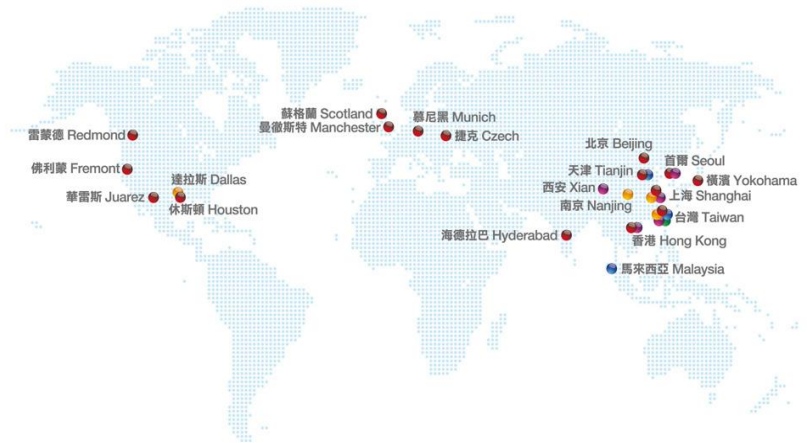 蘇格蘭 Scotland
慕尼黑 Munich
曼徹斯特 Manchester
捷克 Czech
雷蒙德 Redmond
北京 Beijing
首爾 Seoul
佛利蒙 Fremont
天津 Tianjin
達拉斯 Dallas
橫濱 Yokohama
西安 Xian
華雷斯 Juarez
上海 Shanghai
南京 Nanjing
休斯頓 Houston
台灣 Taiwan
海德拉巴 Hyderabad
香港 Hong Kong
馬來西亞 Malaysia